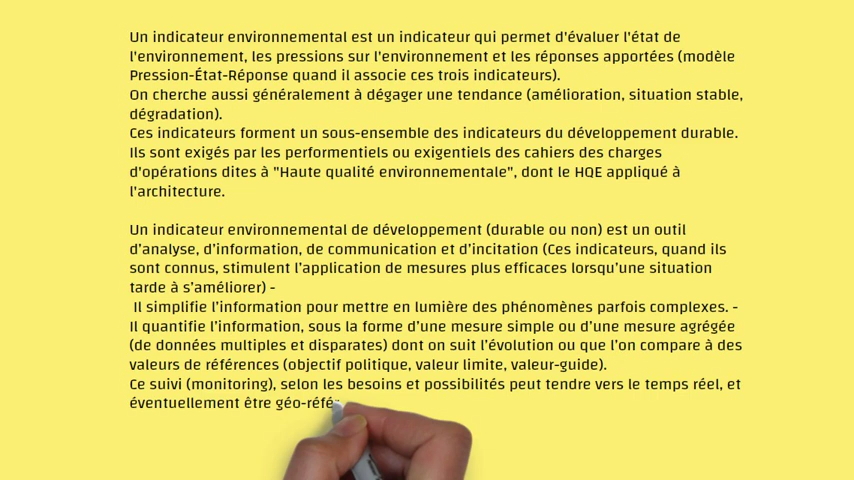 Un indicateur environnemental est un indicateur qui permet d'évaluer l'état de
l'environnement, les pressions sur l'environnement et les réponses apportées (modèle
Pression-État-Réponse quand il associe ces trois indicateurs).
On cherche aussi généralement à dégager une tendance (amélioration, situation stable,
dégradation).
Ces indicateurs forment un sous-ensemble des indicateurs du développement durable.
Ils sont exigés par les performentiels ou exigentiels des cahiers des charges
d'opérations dites à "Haute qualité environnementale", dont le HQE appliqué à
l'architecture.

Un indicateur environnemental de développement (durable ou non) est un outil
d’analyse, d’information, de communication et d’incitation (Ces indicateurs, quand ils
sont connus, stimulent l’application de mesures plus efficaces lorsqu’une situation
tarde à s’améliorer) -
Il simplifie l’information pour mettre en lumière des phénomènes parfois complexes. -
Il quantifie l’information, sous la forme d’une mesure simple ou d’une mesure agrégée
(de données multiples et disparates) dont on suit l’évolution ou que l’on compare à des
valeurs de références (objectif politique, valeur limite, valeur-guide).
Ce suivi (monitoring), selon les besoins et possibilités peut tendre vers le temps réel, et
éventuellement être géo-réfé